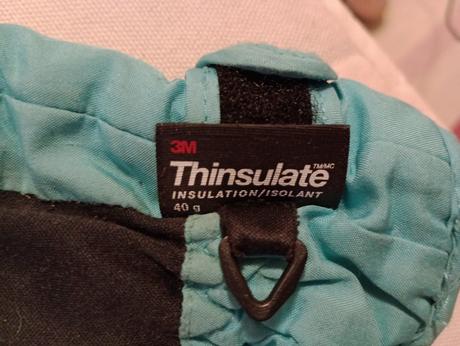 3M
Thinsulate TM/MC
INSULATION/ISOLANT
40 g